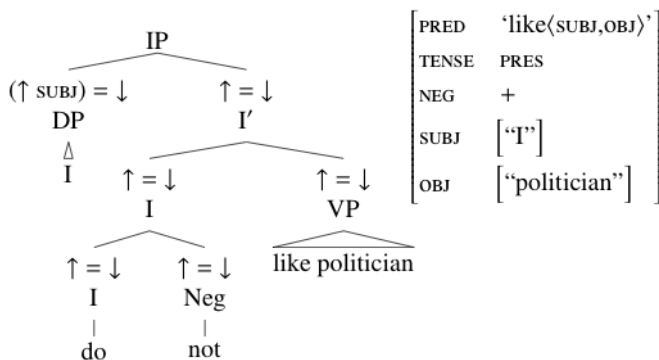 IP
(↑ SUBJ) = ↓ ↑ = ↓
DP I′
I
↑ = ↓ ↑ = ↓
I VP
↑ = ↓ ↑ = ↓ like politician
I Neg
do not
PRED ‘like⟨SUBJ,OBJ⟩’
TENSE PRES
NEG +
SUBJ [“I”]
OBJ [“politician”]